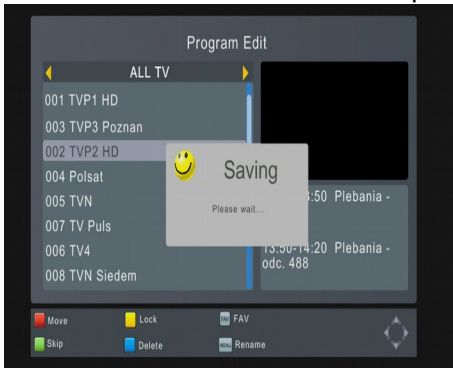 Program Edit
ALL TV
001 TVP1 HD
003 TVP3 Poznan
002 TVP2 HD
004 Polsat
005 TVN
007 TV Puls
006 TV4
008 TVN Siedem
Saving
Please wait...
:50 Plebania -
13:50-14:20 Plebania -
odc. 488
Move
Lock
FAV FAV
Skip
Delete
RECALL Rename